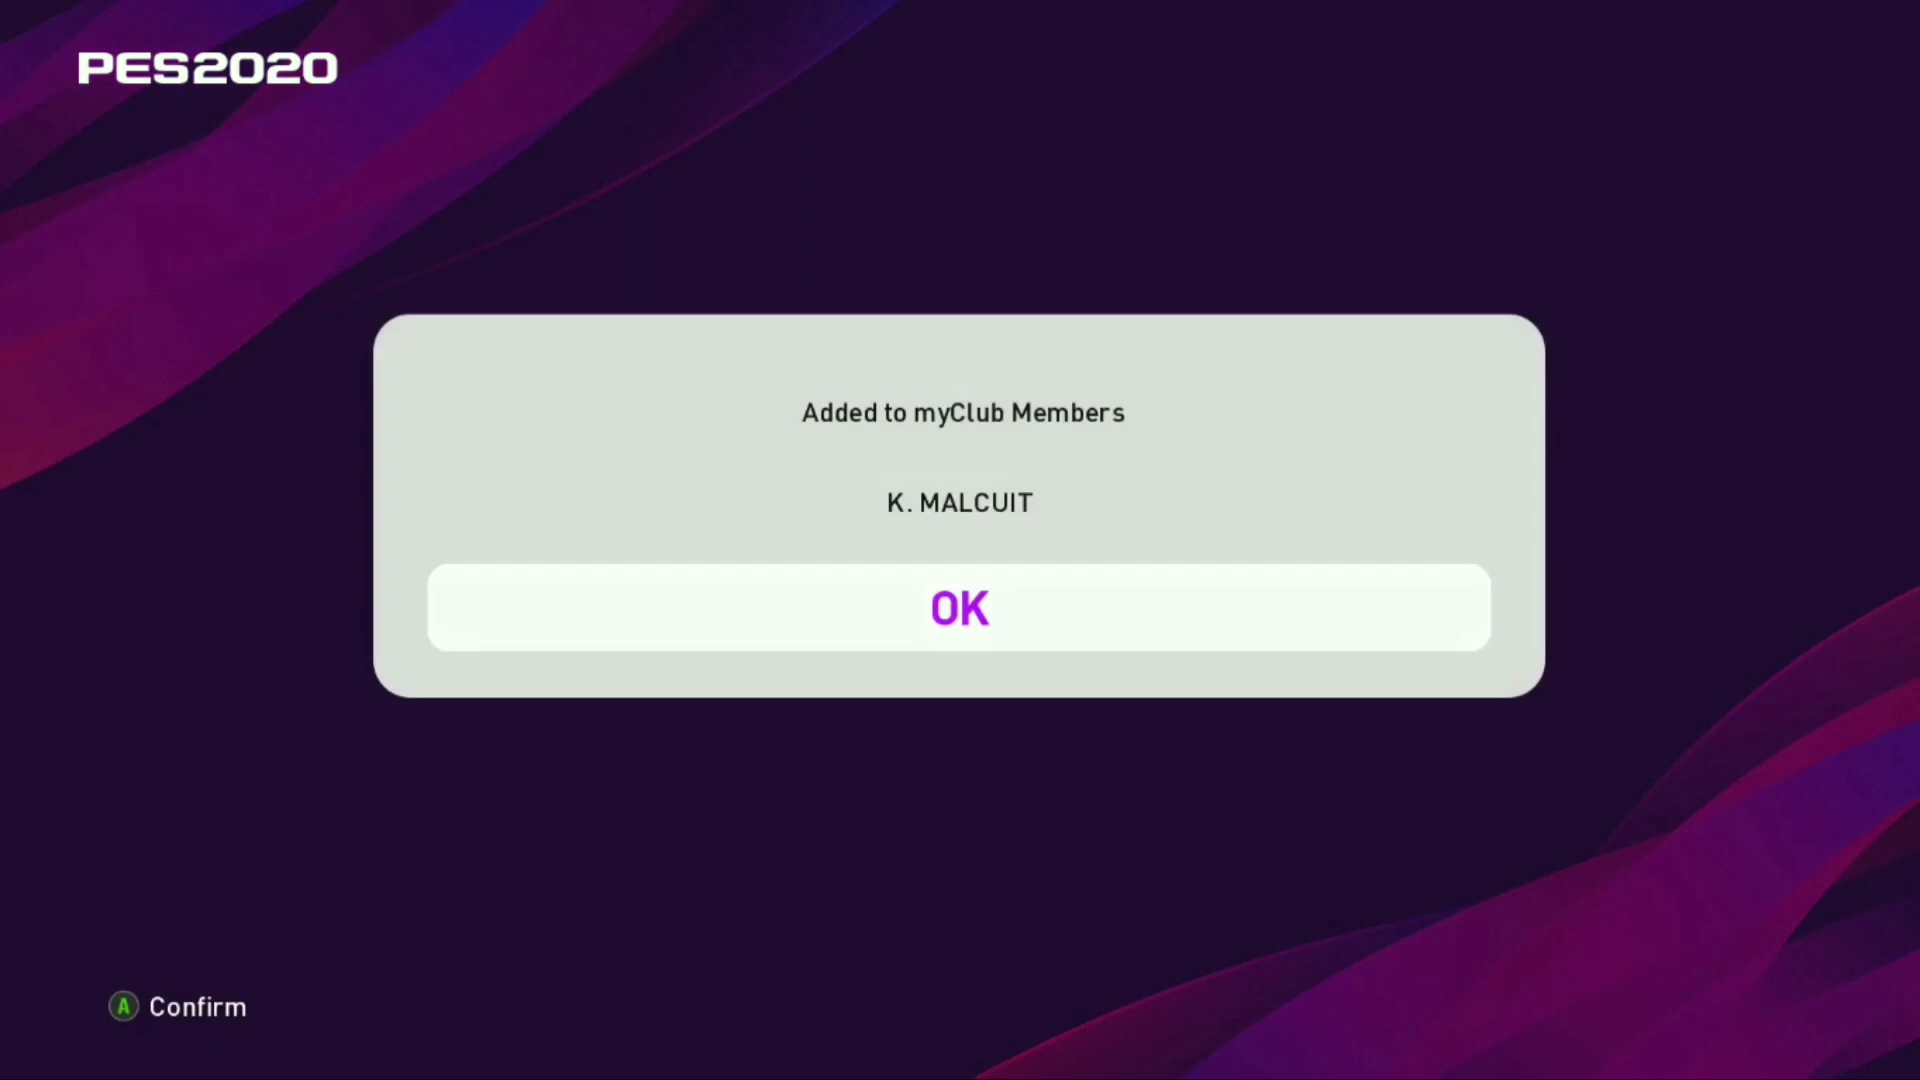 PES2020
Added to myClub Members
K. MALCUIT
OK
A Confirm